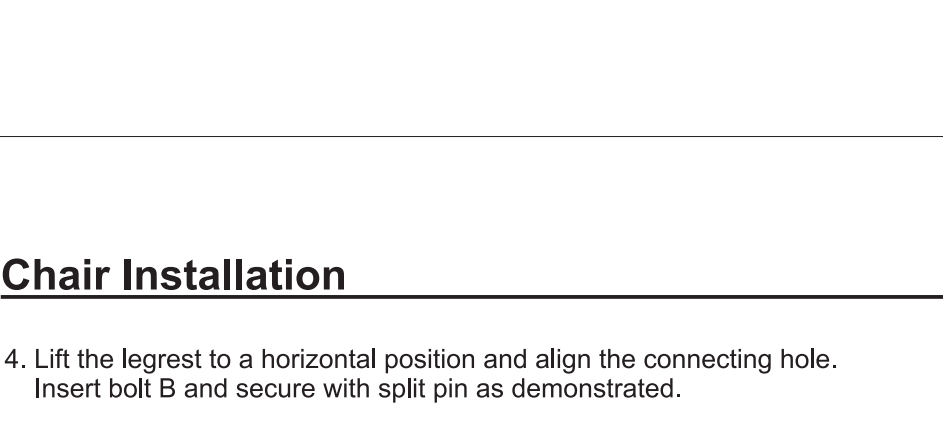 Chair Installation
4. Lift the legrest to a horizontal position and align the connecting hole.
Insert bolt B and secure with split pin as demonstrated.